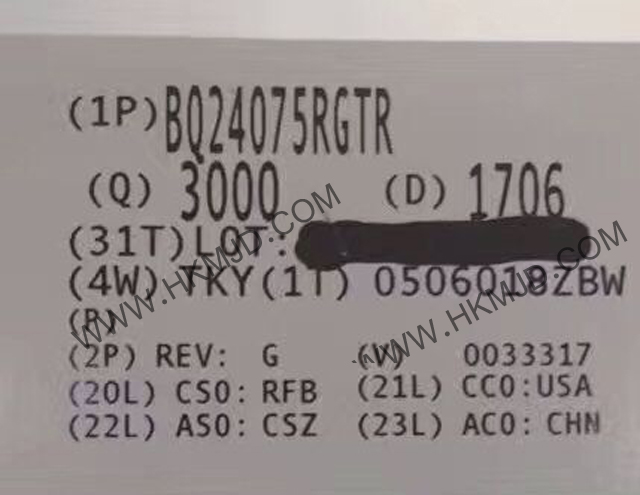 (1P) BQ24075RGTR
(Q) 3000 (D) 1706
(31T) LOT:
(4W) TKY (1T) 0506018ZBW
(P)
(2P) REV: G (V) 0033317
(20L) CSO: RFB (21L) CCO: USA
(22L) ASO: CSZ (23L) ACO: CHN
WWW.HKMJD.COM
WWW.HKMJD.COM